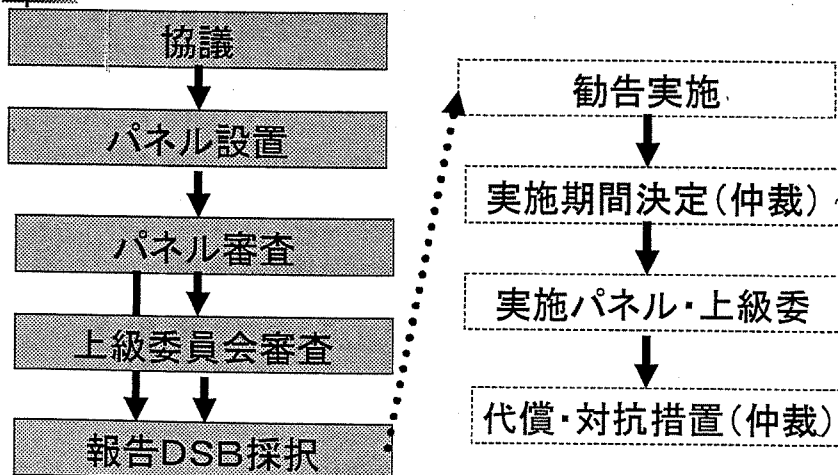 協議
パネル設置
パネル審査
上級委員会審査
報告DSB採択
勧告実施
実施期間決定(仲裁)
実施パネル・上級委
代償・対抗措置(仲裁)